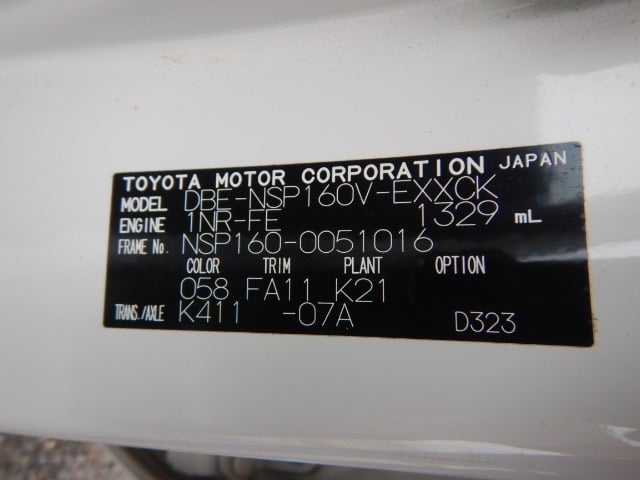 TOYOTA MOTOR CORPORATION JAPAN
MODEL DBE-NSP160V-EXXCK
ENGINE 1NR-FE 1329 mL
FRAME No. NSP160-0051016
COLOR TRIM PLANT OPTION
058 FA11 K21
TRANS./AXLE K411 -07A D323